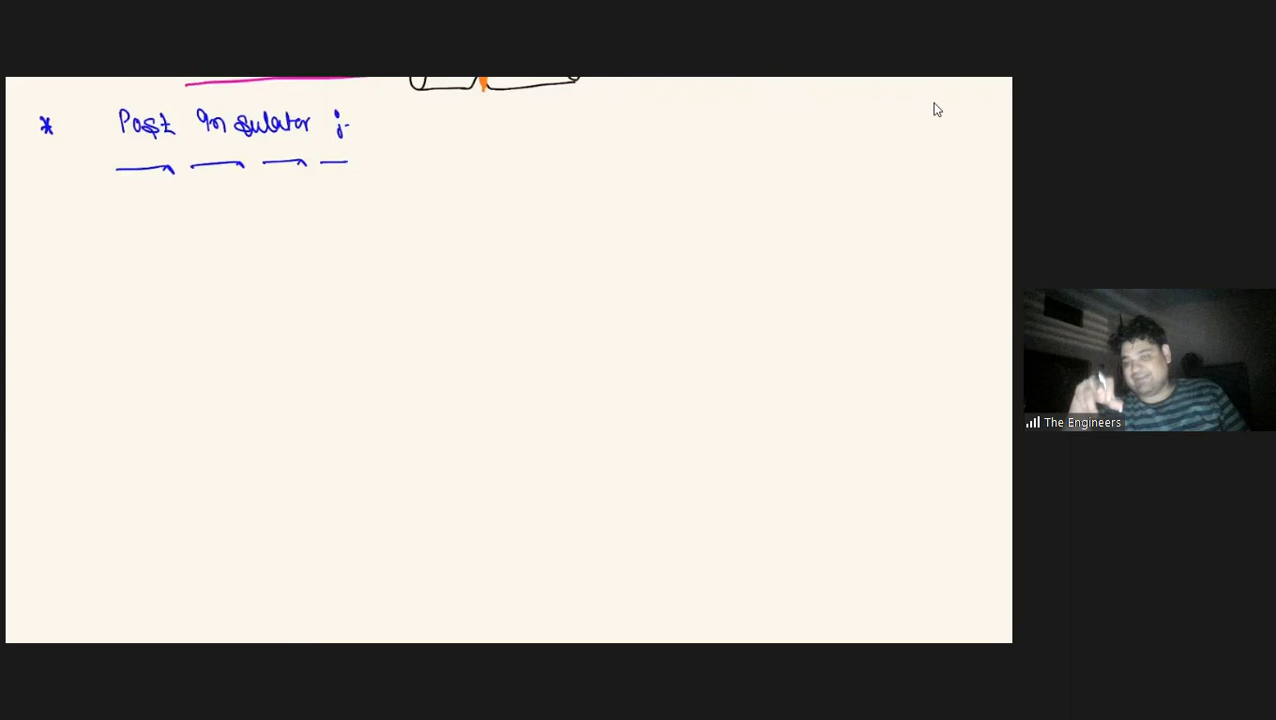 * Post Insulator :-
The Engineers